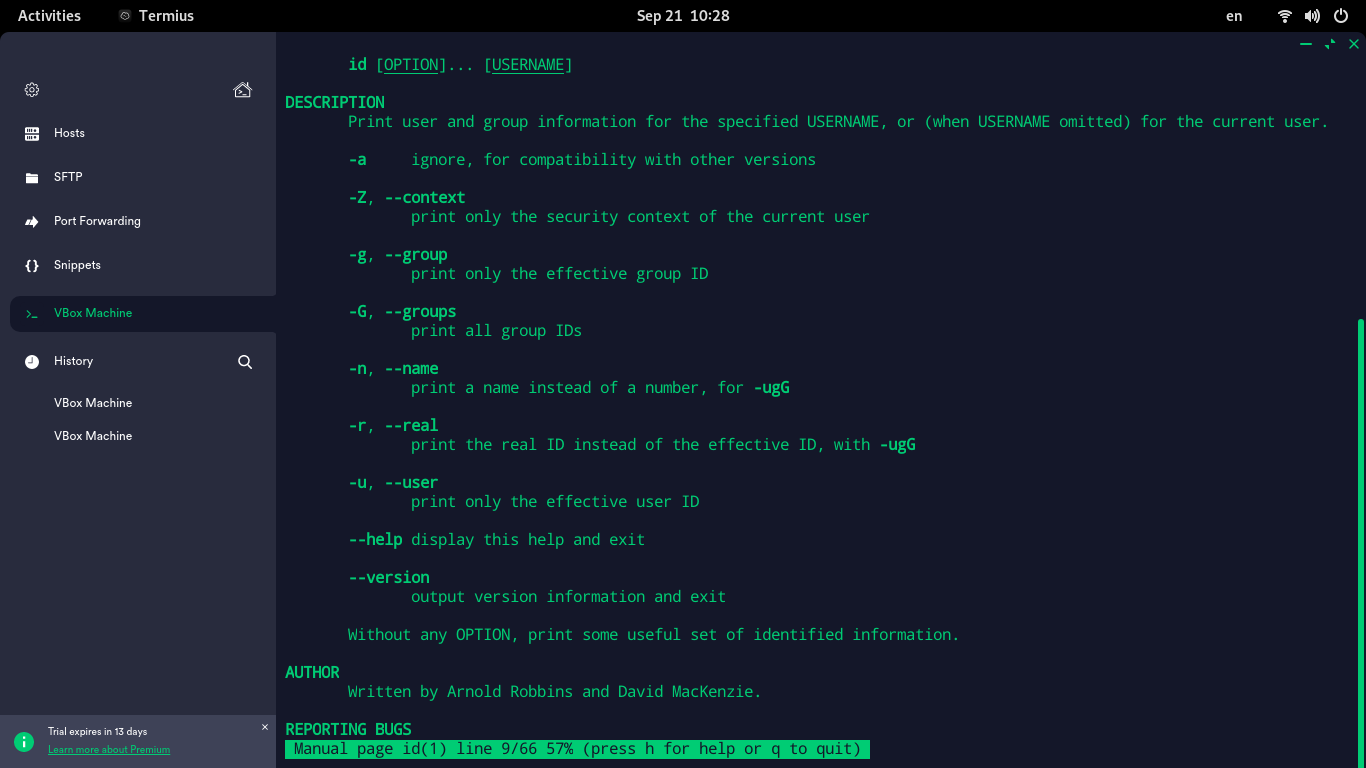 Activities Termius Sep 21 10:28 en
Hosts
SFTP
Port Forwarding
Snippets
VBox Machine
History
VBox Machine
VBox Machine
Trial expires in 13 days
Learn more about Premium
id [OPTION]... [USERNAME]
DESCRIPTION
Print user and group information for the specified USERNAME, or (when USERNAME omitted) for the current user.
-a ignore, for compatibility with other versions
-Z, --context
print only the security context of the current user
-g, --group
print only the effective group ID
-G, --groups
print all group IDs
-n, --name
print a name instead of a number, for -ugG
-r, --real
print the real ID instead of the effective ID, with -ugG
-u, --user
print only the effective user ID
--help display this help and exit
--version
output version information and exit
Without any OPTION, print some useful set of identified information.
AUTHOR
Written by Arnold Robbins and David MacKenzie.
REPORTING BUGS
Manual page id(1) line 9/66 57% (press h for help or q to quit)